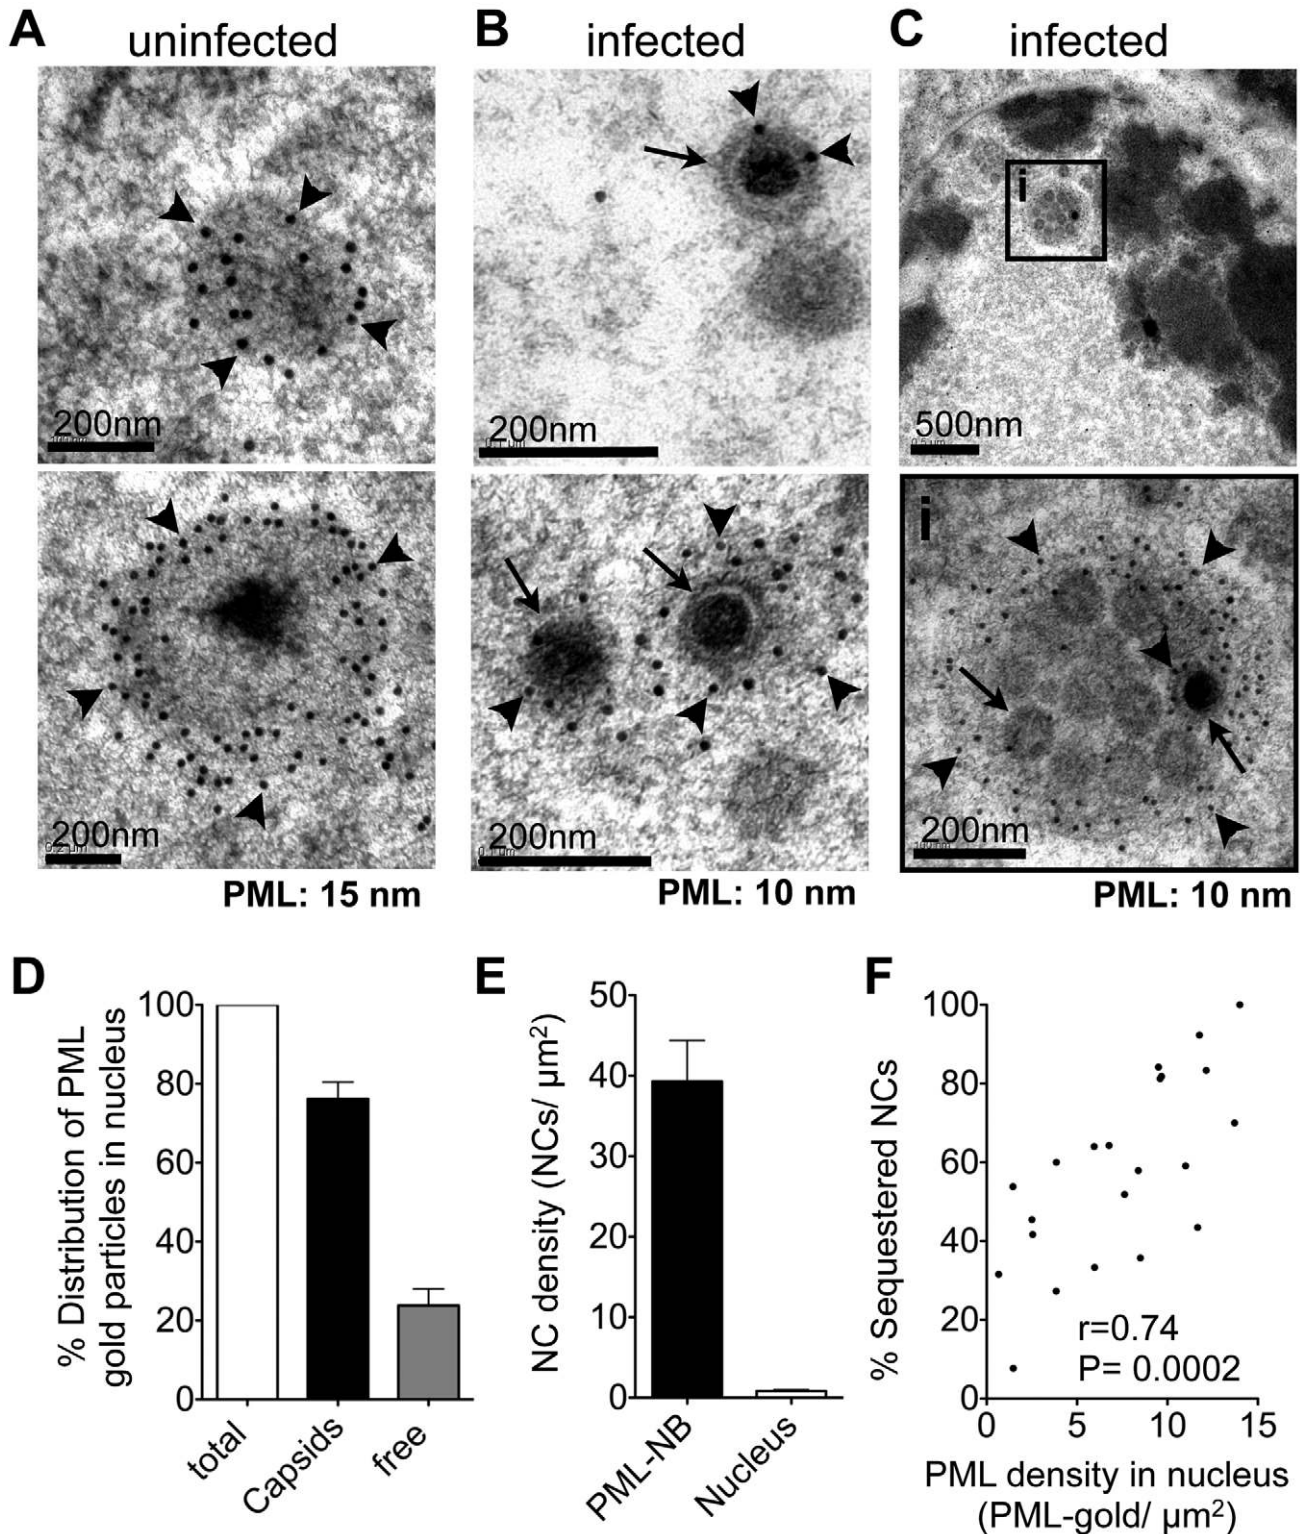 A
uninfected
B
infected
C
infected
200nm
200nm
i
500nm
200nm
200nm
i
200nm
PML: 15 nm
PML: 10 nm
PML: 10 nm
D
% Distribution of PML
gold particles in nucleus
100
80
60
40
20
0
total
Capsids
free
E
NC density (NCs/ µm²)
50
40
30
20
10
0
PML-NB
Nucleus
F
% Sequestered NCs
100
80
60
40
20
0
r=0.74
P= 0.0002
0 5 10 15
PML density in nucleus
(PML-gold/ µm²)